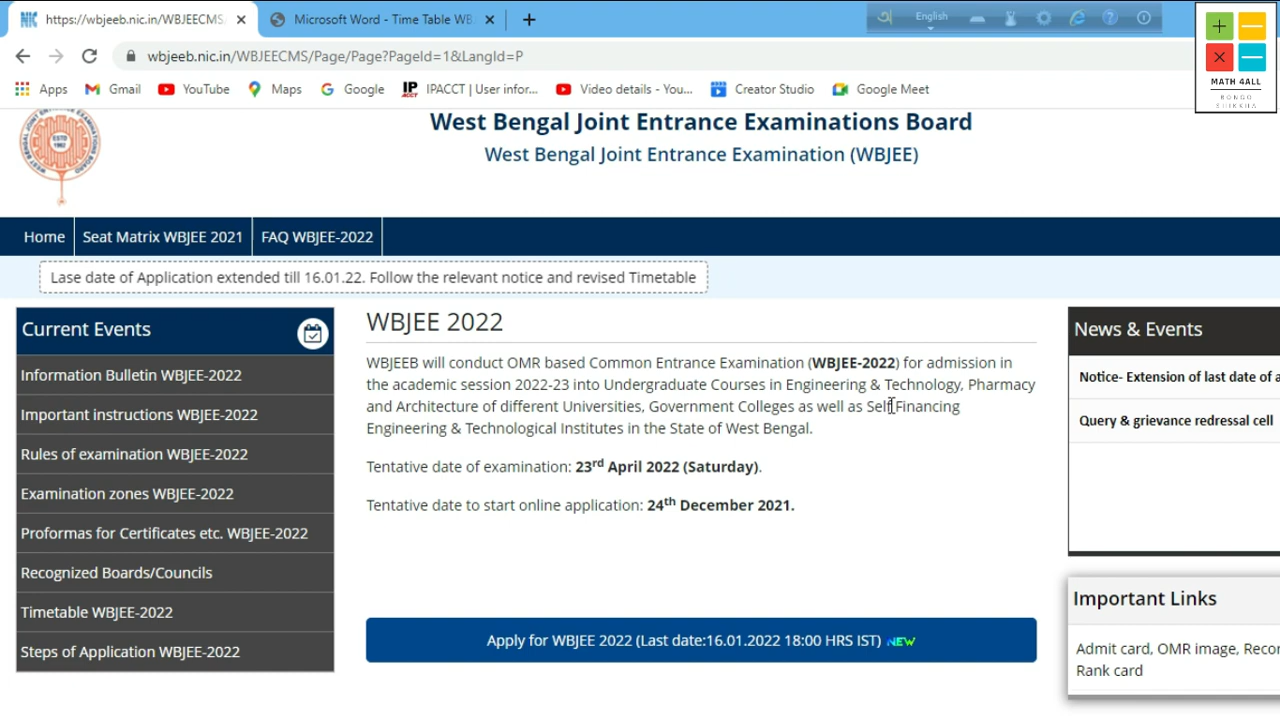 https://wbjeeb.nic.in/WBJEECMS
Microsoft Word - Time Table WB
English
wbjeeb.nic.in/WBJEECMS/Page/Page?PageId=1&LangId=P
Apps
Gmail
YouTube
Maps
Google
IPACCT | User infor...
Video details - You...
Creator Studio
Google Meet
MATH 4ALL
BONGO
SHIKKHA
West Bengal Joint Entrance Examinations Board
West Bengal Joint Entrance Examination (WBJEE)
Home
Seat Matrix WBJEE 2021
FAQ WBJEE-2022
Lase date of Application extended till 16.01.22. Follow the relevant notice and revised Timetable
Current Events
Information Bulletin WBJEE-2022
Important instructions WBJEE-2022
Rules of examination WBJEE-2022
Examination zones WBJEE-2022
Proformas for Certificates etc. WBJEE-2022
Recognized Boards/Councils
Timetable WBJEE-2022
Steps of Application WBJEE-2022
WBJEE 2022
WBJEEB will conduct OMR based Common Entrance Examination (WBJEE-2022) for admission in
the academic session 2022-23 into Undergraduate Courses in Engineering & Technology, Pharmacy
and Architecture of different Universities, Government Colleges as well as Self Financing
Engineering & Technological Institutes in the State of West Bengal.
Tentative date of examination: 23rd April 2022 (Saturday).
Tentative date to start online application: 24th December 2021.
Apply for WBJEE 2022 (Last date:16.01.2022 18:00 HRS IST) NEW
News & Events
Notice- Extension of last date of a
Query & grievance redressal cell
Important Links
Admit card, OMR image, Recor
Rank card